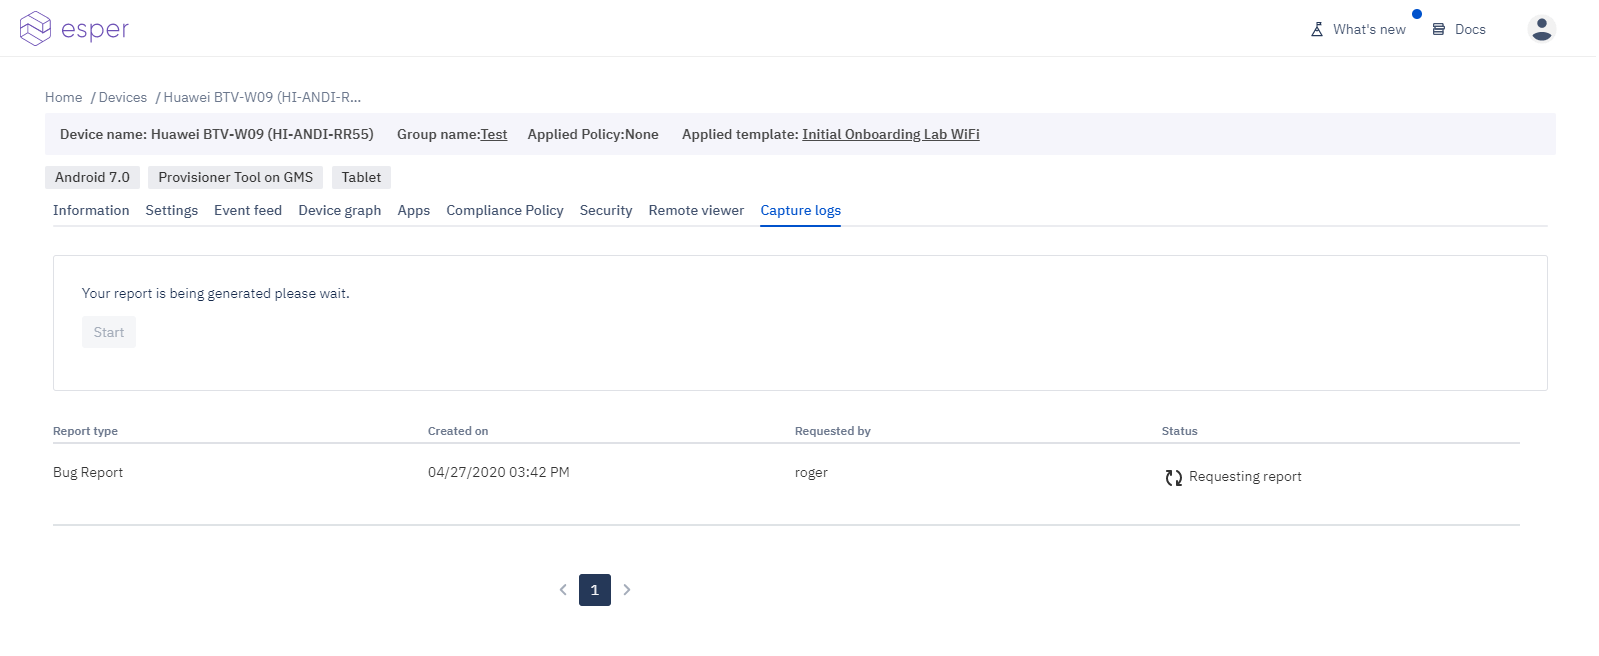 esper
What's new
Docs
Home / Devices / Huawei BTV-W09 (HI-ANDI-R...
Device name: Huawei BTV-W09 (HI-ANDI-RR55) Group name:Test Applied Policy:None Applied template: Initial Onboarding Lab WiFi
Android 7.0 Provisioner Tool on GMS Tablet
Information Settings Event feed Device graph Apps Compliance Policy Security Remote viewer Capture logs
Your report is being generated please wait.
Start
Report type Created on Requested by Status
Bug Report 04/27/2020 03:42 PM roger Requesting report
1